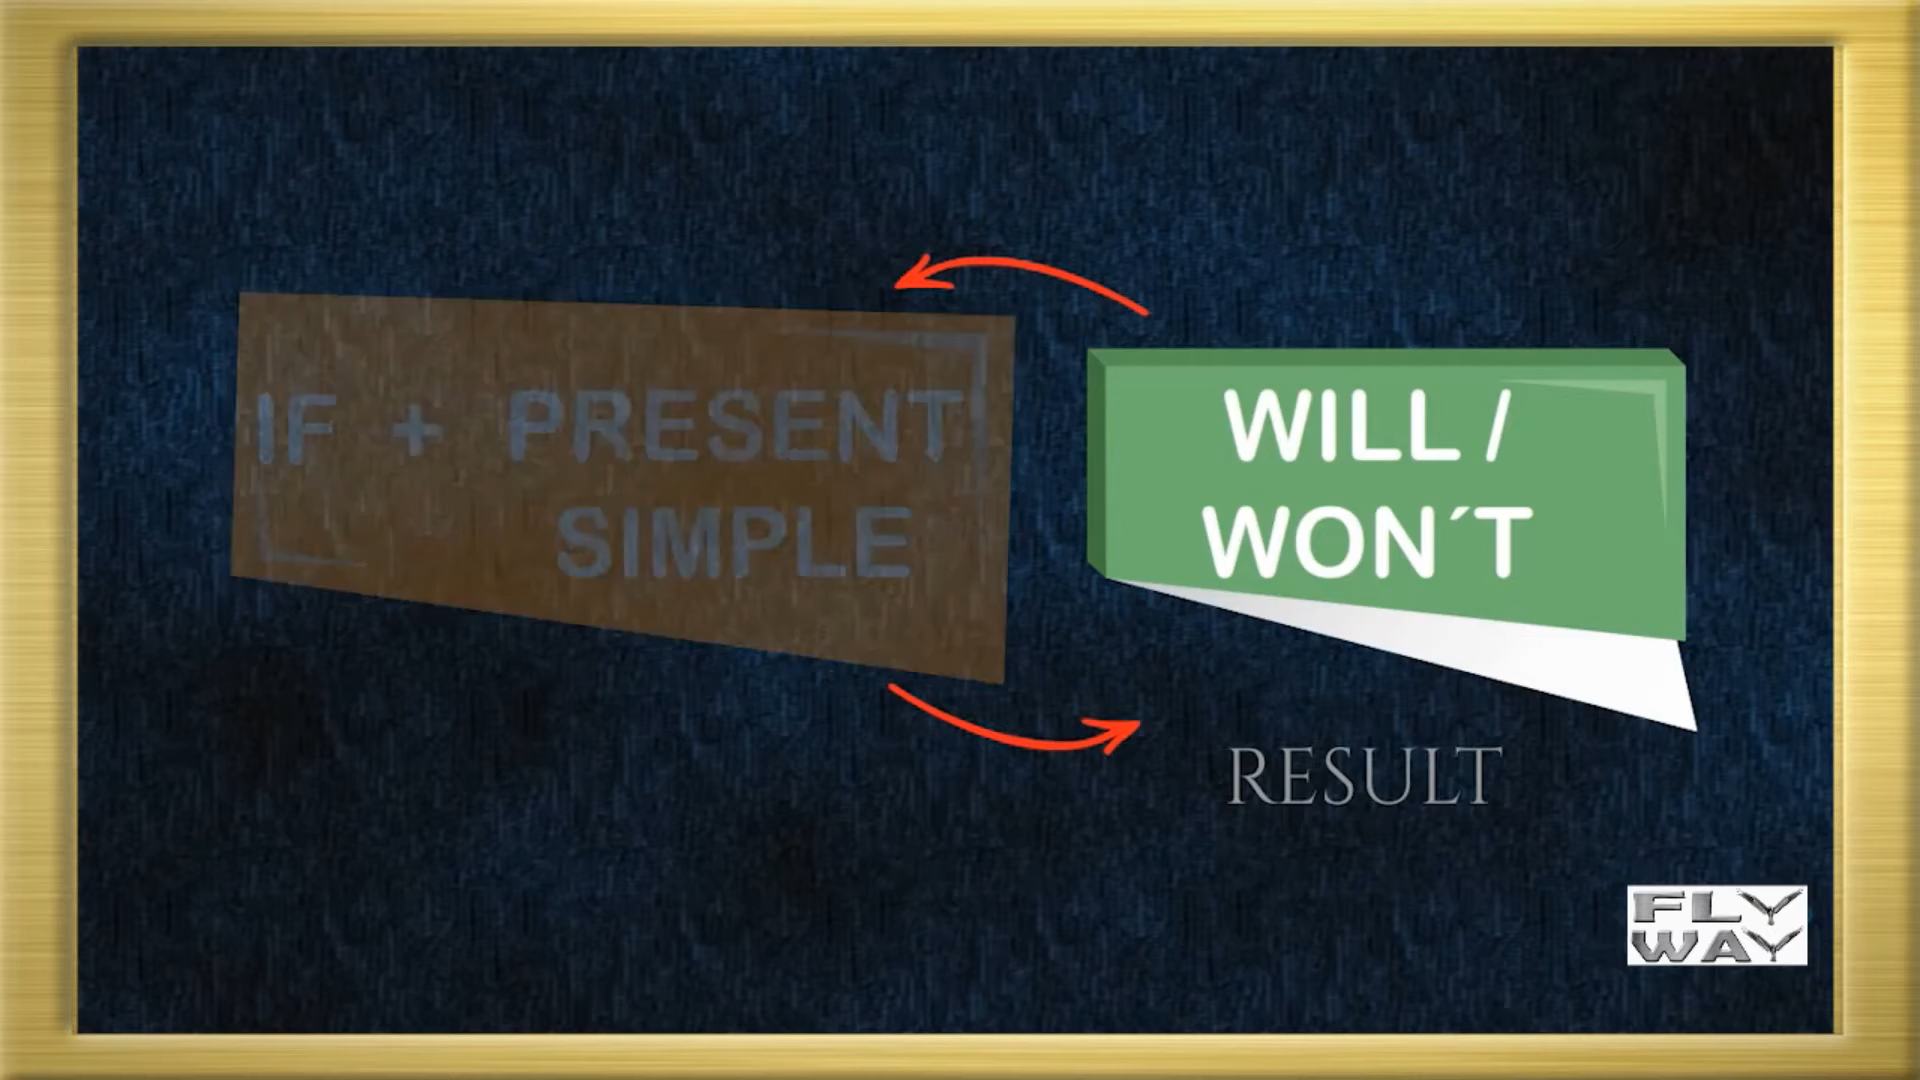 IF + PRESENT
SIMPLE
WILL /
WON´T
RESULT
FLY
WAY